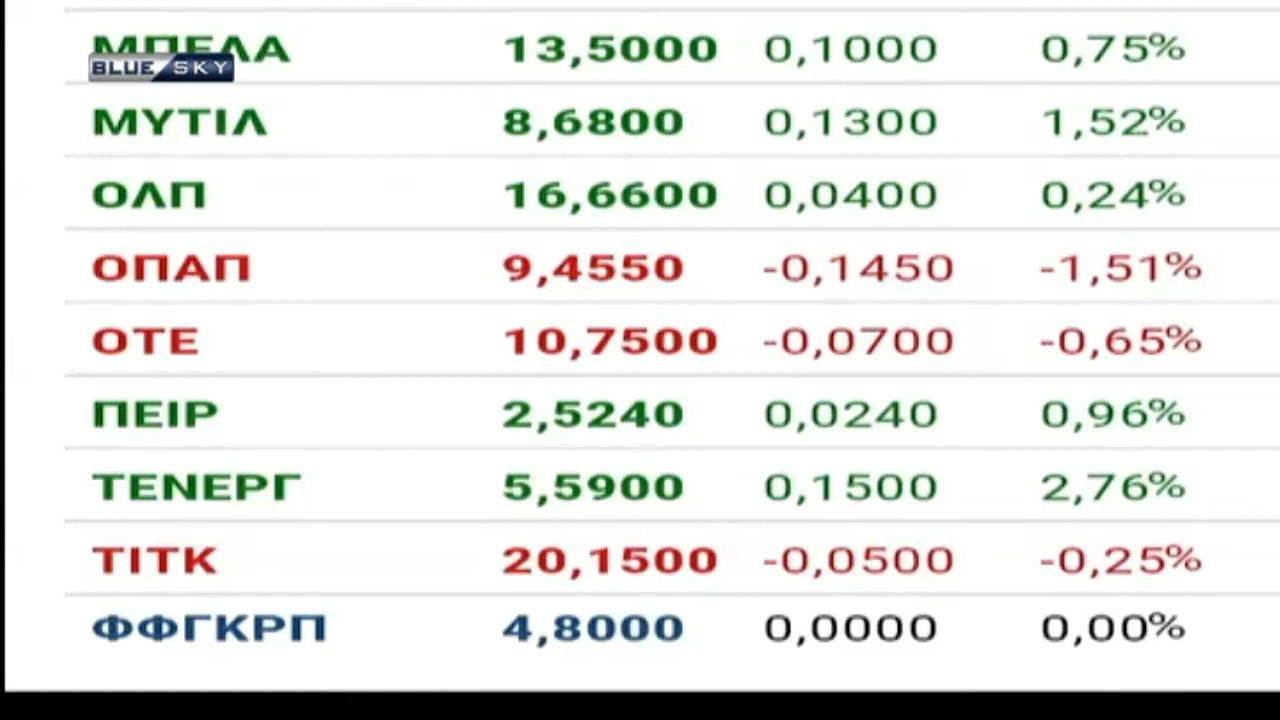 ΜΠΕΛΑ 13,5000 0,1000 0,75%
BLUE SKY
ΜΥΤΙΛ 8,6800 0,1300 1,52%
ΟΛΠ 16,6600 0,0400 0,24%
ΟΠΑΠ 9,4550 -0,1450 -1,51%
ΟΤΕ 10,7500 -0,0700 -0,65%
ΠΕΙΡ 2,5240 0,0240 0,96%
ΤΕΝΕΡΓ 5,5900 0,1500 2,76%
ΤΙΤΚ 20,1500 -0,0500 -0,25%
ΦΦΓΚΡΠ 4,8000 0,0000 0,00%